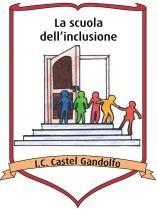 La scuola
dell'inclusione
I.C. Castel Gandolfo